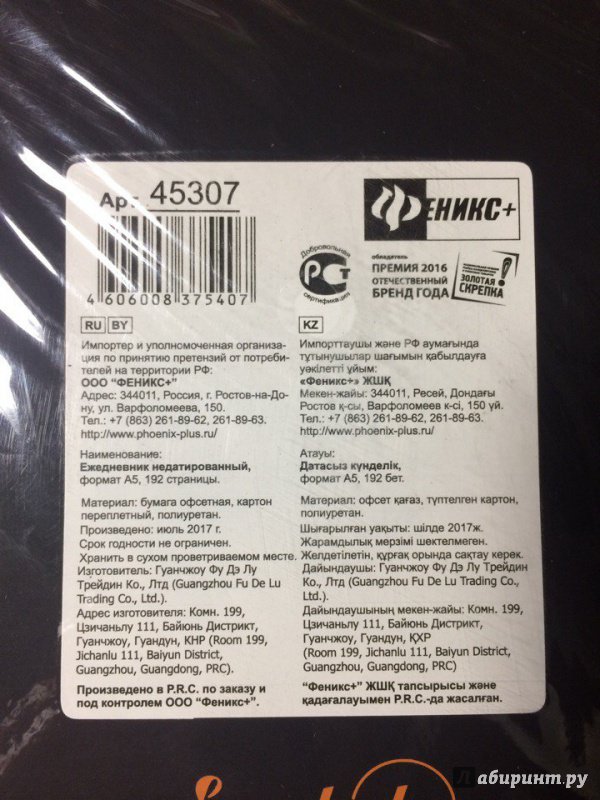 Арт. 45307
4 606008 375407
ФЕНИКС+
Добровольная
РСТ
сертификация
обладатель
ПРЕМИЯ 2016
ОТЕЧЕСТВЕННЫЙ
БРЕНД ГОДА
ЗОЛОТАЯ
СКРЕПКА
RU BY
Импортер и уполномоченная организа-
ция по принятию претензий от потреби-
телей на территории РФ:
ООО "ФЕНИКС+"
Адрес: 344011, Россия, г. Ростов-на-До-
ну, ул. Варфоломеева, 150.
Тел.: +7 (863) 261-89-62, 261-89-63.
http://www.phoenix-plus.ru/
Наименование:
Ежедневник недатированный,
формат А5, 192 страницы.
Материал: бумага офсетная, картон
переплетный, полиуретан.
Произведено: июль 2017 г.
Срок годности не ограничен.
Хранить в сухом проветриваемом месте.
Изготовитель: Гуанчжоу Фу Дэ Лу
Трейдин Ко., Лтд (Guangzhou Fu De Lu
Trading Co., Ltd.).
Адрес изготовителя: Комн. 199,
Цзичаньлу 111, Байюнь Дистрикт,
Гуанчжоу, Гуандун, КНР (Room 199,
Jichanlu 111, Baiyun District,
Guangzhou, Guangdong, PRC).
Произведено в P.R.C. по заказу и
под контролем ООО "Феникс+".
KZ
Импорттаушы және РФ аумағында
тұтынушылар шағымын қабылдауға
уәкілетті ұйым:
«Феникс+» ЖШҚ
Мекен-жайы: 344011, Ресей, Дондағы
Ростов қ-сы, Варфоломеев к-сі, 150 үй.
Тел.: +7 (863) 261-89-62, 261-89-63.
http://www.phoenix-plus.ru/
Атауы:
Датасыз күнделік,
формат А5, 192 бет.
Материал: офсет қағаз, түптелген картон,
полиуретан.
Шығарылған уақыты: шілде 2017ж.
Жарамдылық мерзімі шектелмеген.
Желдетілетін, құрғақ орында сақтау керек.
Дайындаушы: Гуанчжоу Фу Дэ Лу
Трейдин Ко., Лтд (Guangzhou Fu De Lu
Trading Co., Ltd.).
Дайындаушының мекен-жайы: Комн. 199,
Цзичаньлу 111, Байюнь Дистрикт,
Гуанчжоу, Гуандун, ҚХР
(Room 199, Jichanlu 111, Baiyun District,
Guangzhou, Guangdong, PRC).
"Феникс+" ЖШҚ тапсырысы және
қадағалауымен P.R.C.-да жасалған.
Лабиринт.ру